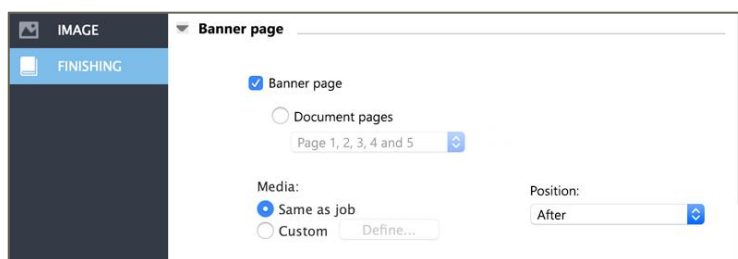 IMAGE
FINISHING
Banner page
Banner page
Document pages
Page 1, 2, 3, 4 and 5
Media:
Same as job
Custom Define...
Position:
After